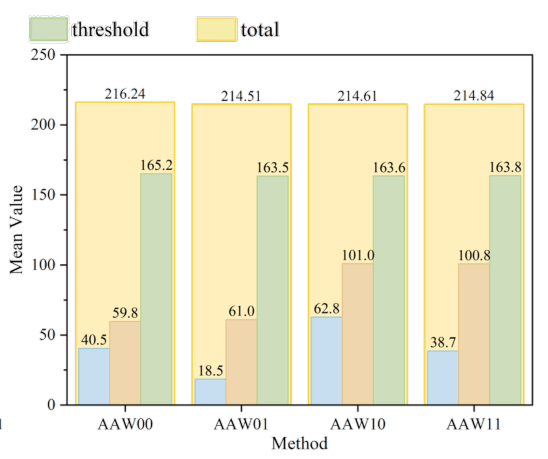 threshold total
250
216.24 214.51 214.61 214.84
200
165.2 163.5 163.6 163.8
150
101.0 100.8
100
59.8 61.0 62.8
50
40.5 18.5 38.7
0
AAW00 AAW01 AAW10 AAW11
Method
Mean Value